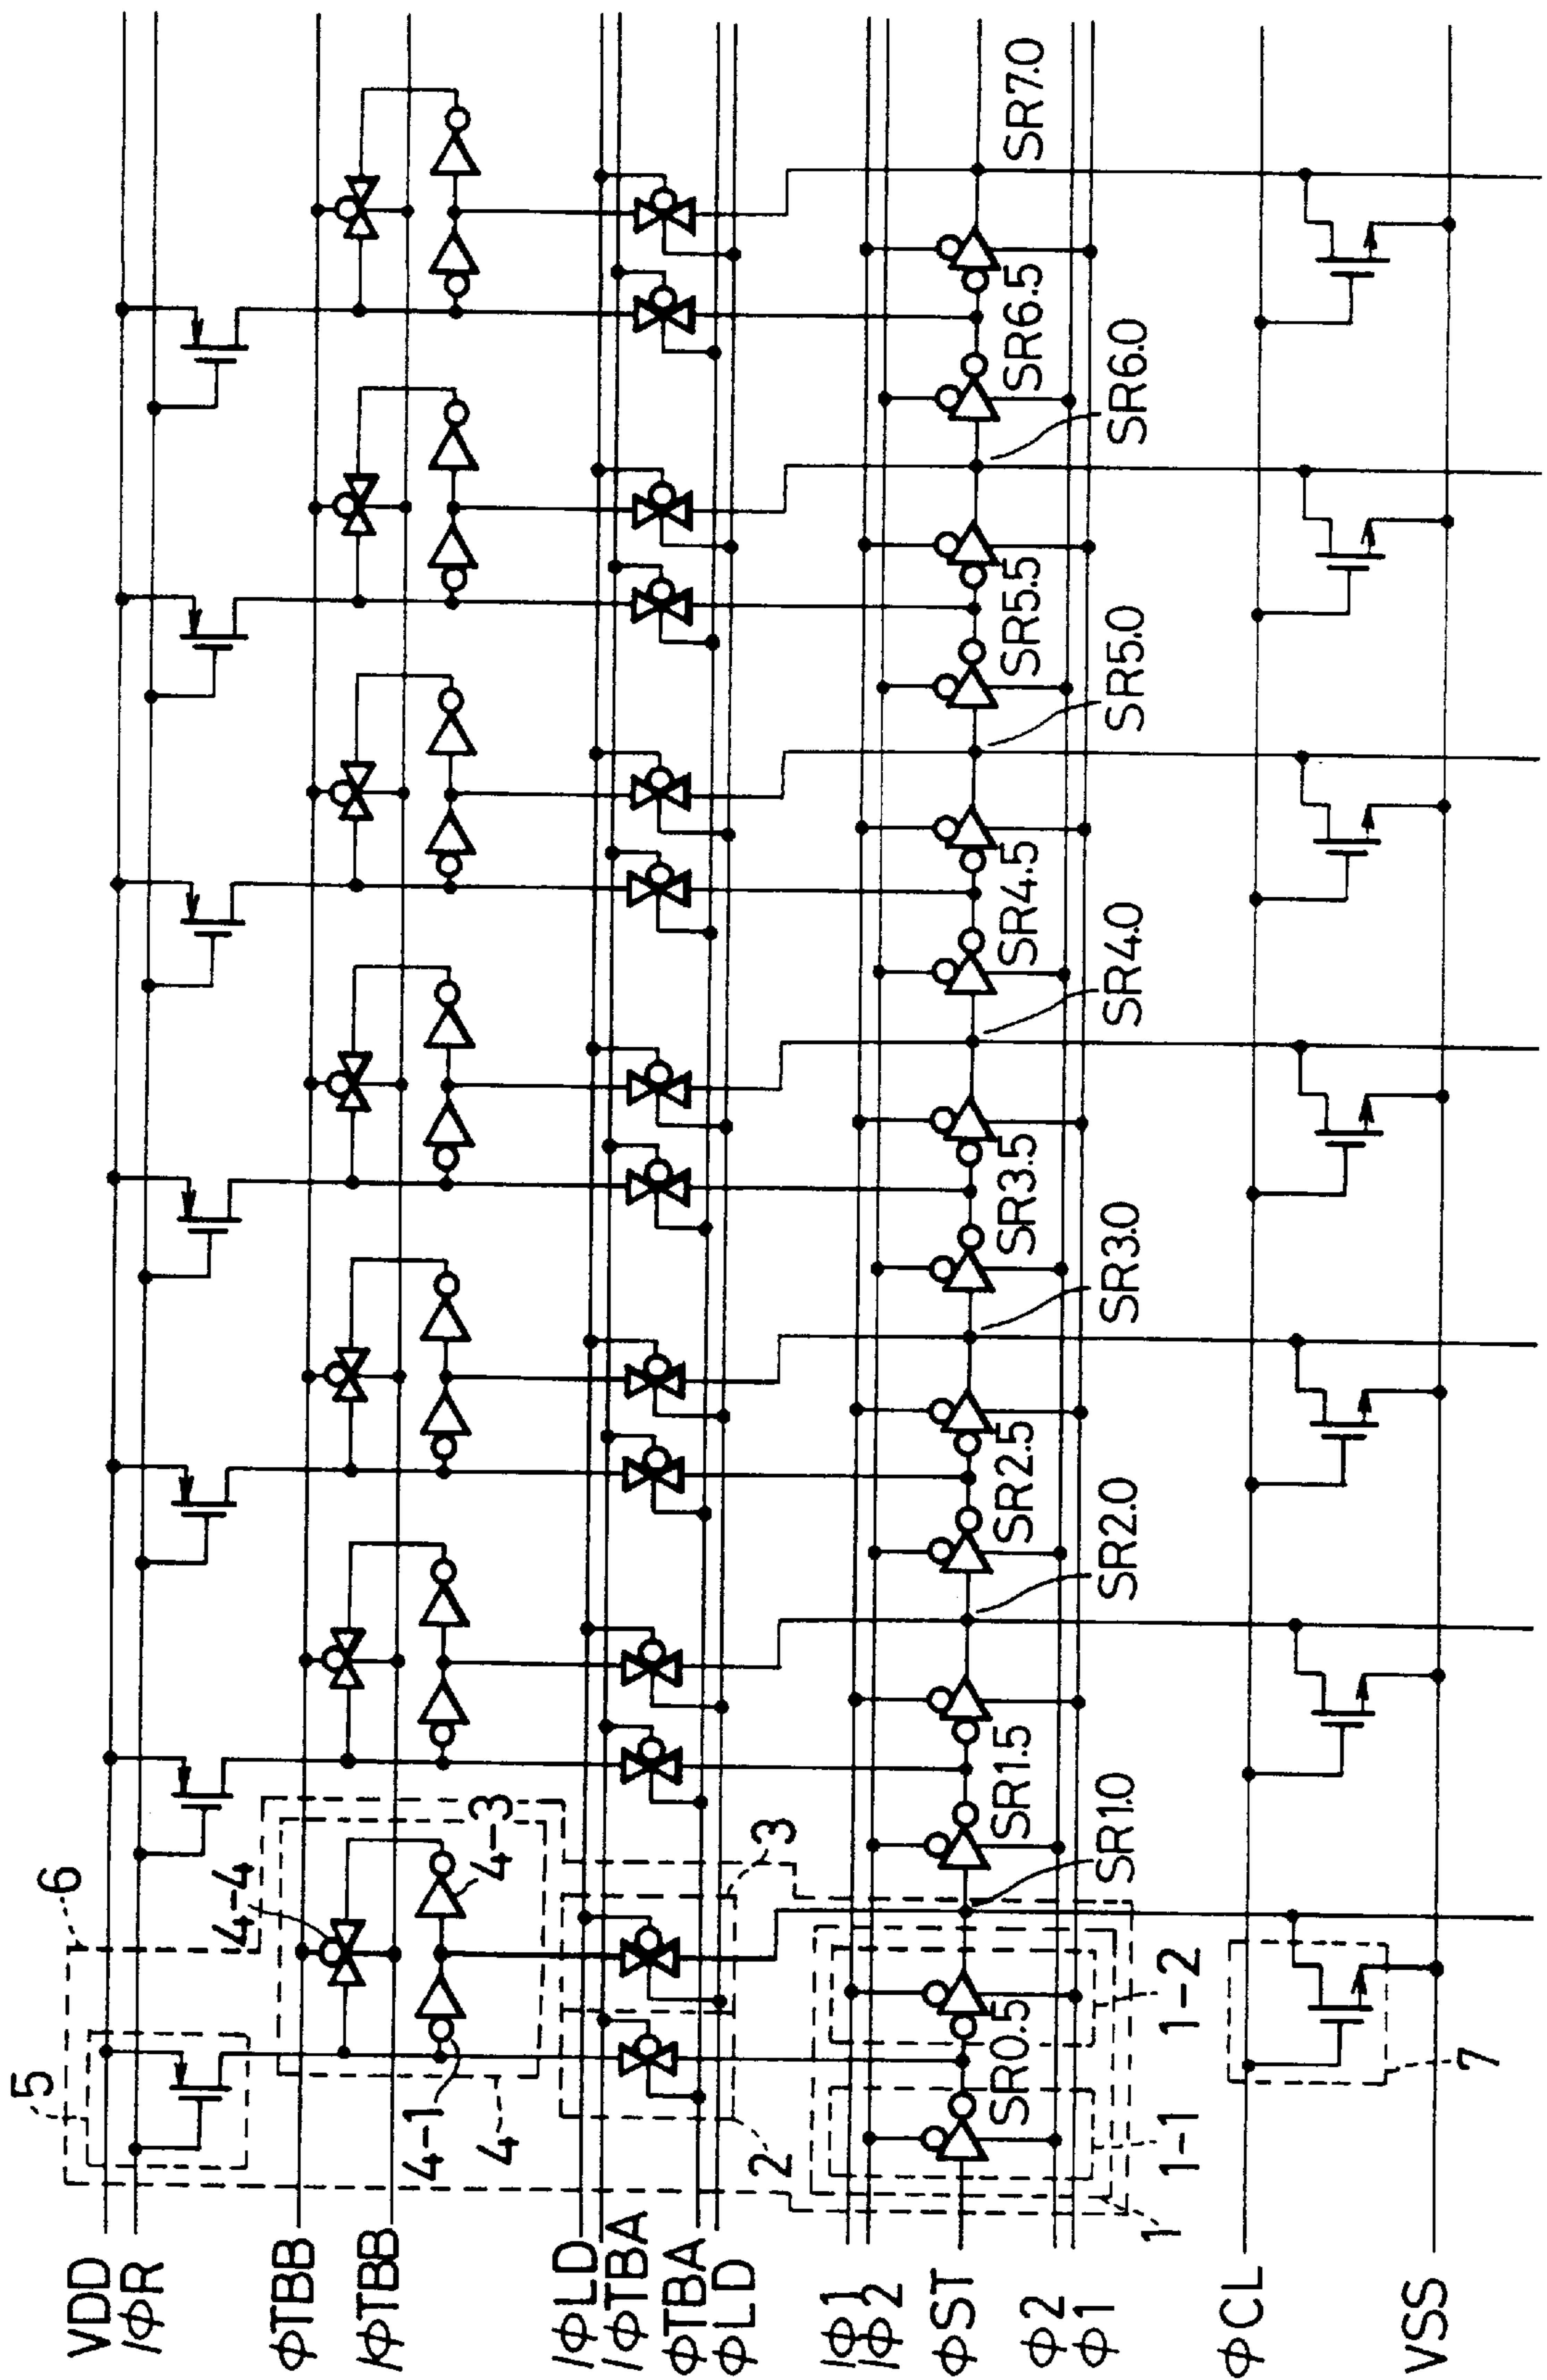 VDD
/ΦR
ΦTBB
/ΦTBB
/ΦLD
/ΦTBA
ΦTBA
ΦLD
/Φ1
/Φ2
ΦST
Φ2
Φ1
ΦCL
VSS
5
6
4-4
4-3
4-1
4
3
2
1-1
1-2
1
7
SR0.5
SR1.0
SR1.5
SR2.0
SR2.5
SR3.0
SR3.5
SR4.0
SR4.5
SR5.0
SR5.5
SR6.0
SR6.5
SR7.0